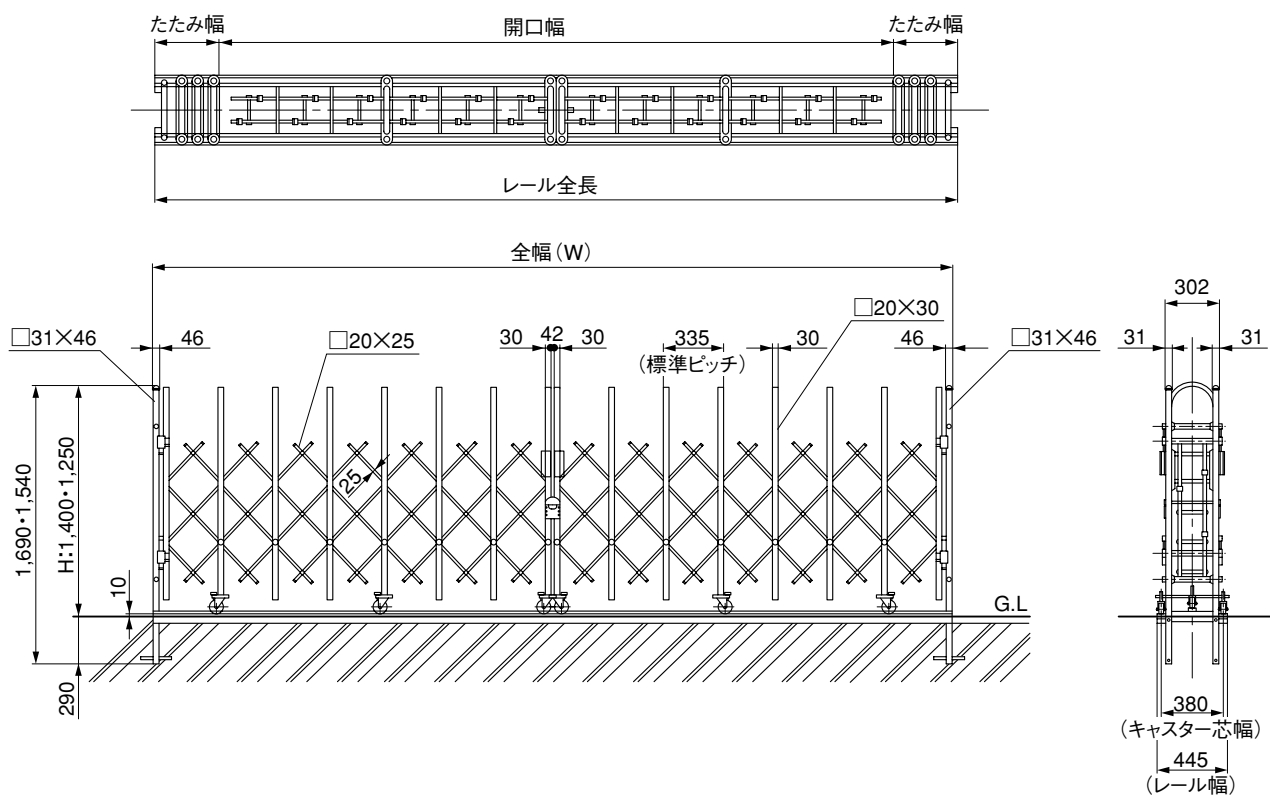 たたみ幅
開口幅
たたみ幅
レール全長
全幅(W)
□31×46
46
□20×25
30
42
30
335
(標準ピッチ)
□20×30
30
46
□31×46
302
31
31
1,690・1,540
H:1,400・1,250
25
10
G.L
290
380
(キャスター芯幅)
445
(レール幅)